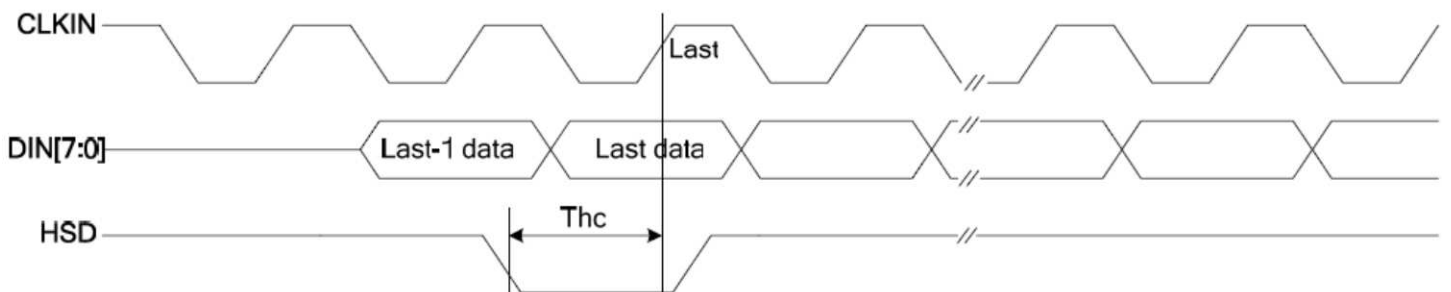 CLKIN
Last
DIN[7:0]
Last-1 data
Last data
Thc
HSD